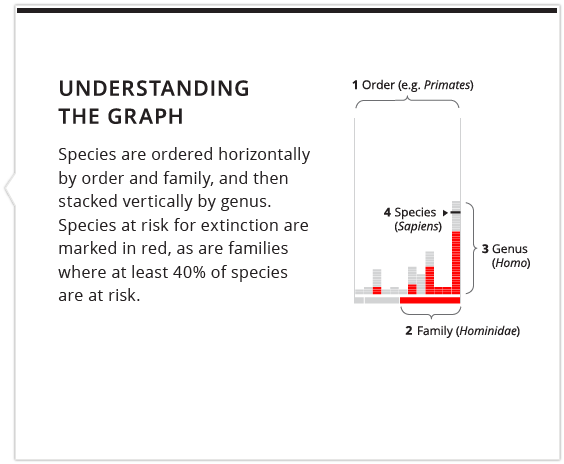 UNDERSTANDING
THE GRAPH
Species are ordered horizontally
by order and family, and then
stacked vertically by genus.
Species at risk for extinction are
marked in red, as are families
where at least 40% of species
are at risk.
1 Order (e.g. Primates)
4 Species
(Sapiens)
3 Genus
(Homo)
2 Family (Hominidae)